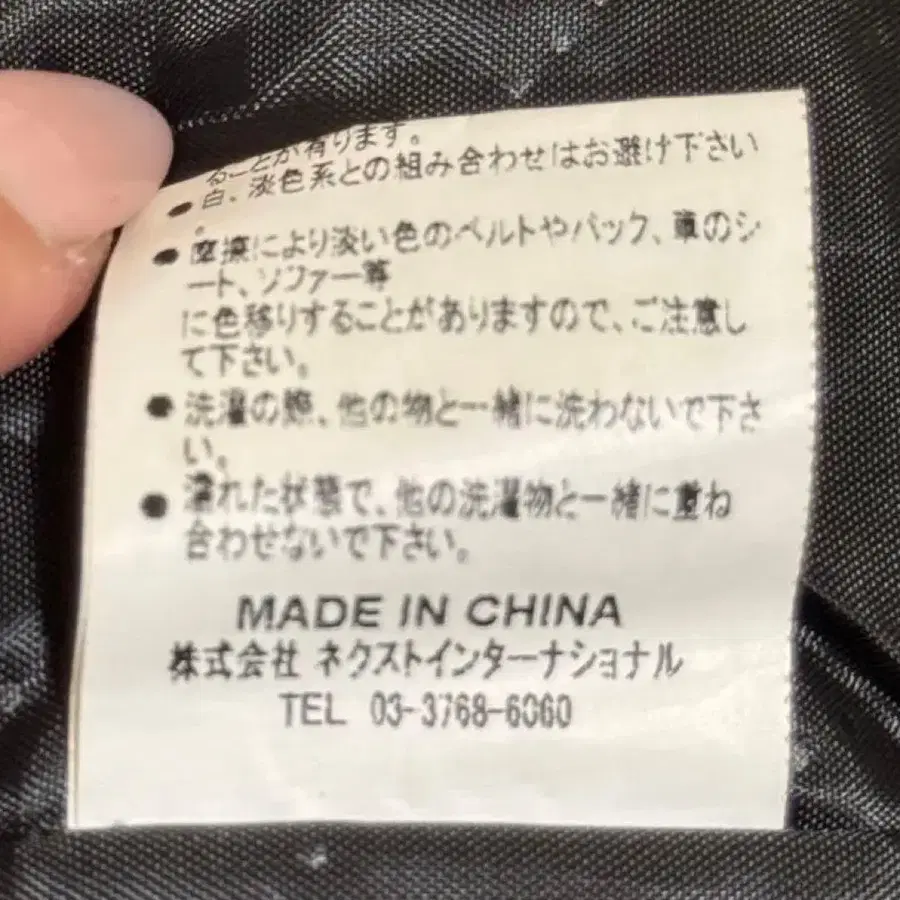 ることが有ります。
● 白、淡色系との組み合わせはお避け下さい
。
● 摩擦により淡い色のベルトやバック、車のシ
ート、ソファー等
に色移りすることがありますので、ご注意し
て下さい。
● 洗濯の際、他の物と一緒に洗わないで下さ
い。
● 濡れた状態で、他の洗濯物と一緒に重ね
合わせないで下さい。
MADE IN CHINA
株式会社 ネクストインターナショナル
TEL 03-3768-6060